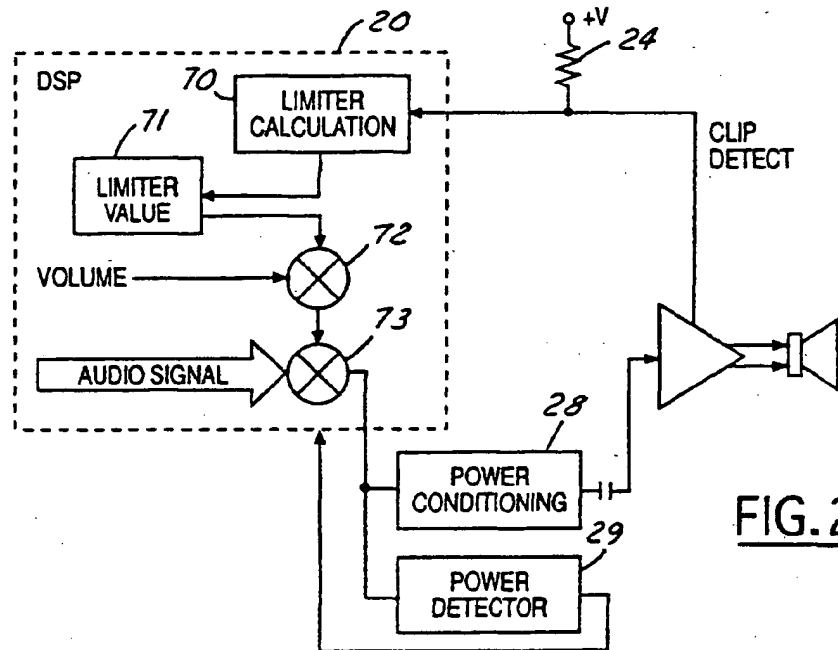 20
+V
24
DSP
70
LIMITER
CALCULATION
CLIP
DETECT
71
LIMITER
VALUE
72
VOLUME
73
AUDIO SIGNAL
28
POWER
CONDITIONING
FIG. 2
29
POWER
DETECTOR